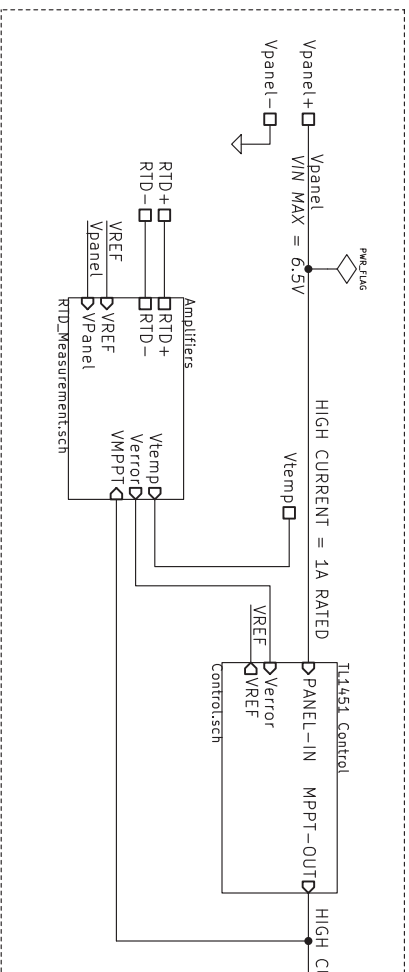 PWR_FLAG
Vpanel+
Vpanel
VIN MAX = 6.5V
HIGH CURRENT = 1A RATED
Vpanel-
Vtemp
TL1451 Control
PANEL-IN
MPPT-OUT
HIGH
Verror
VREF
VREF
Control.sch
Amplifiers
RTD+
RTD-
RTD+
RTD-
VREF
Vpanel
VREF
VPanel
Vtemp
Verror
VMPPT
RTD_Measurement.sch